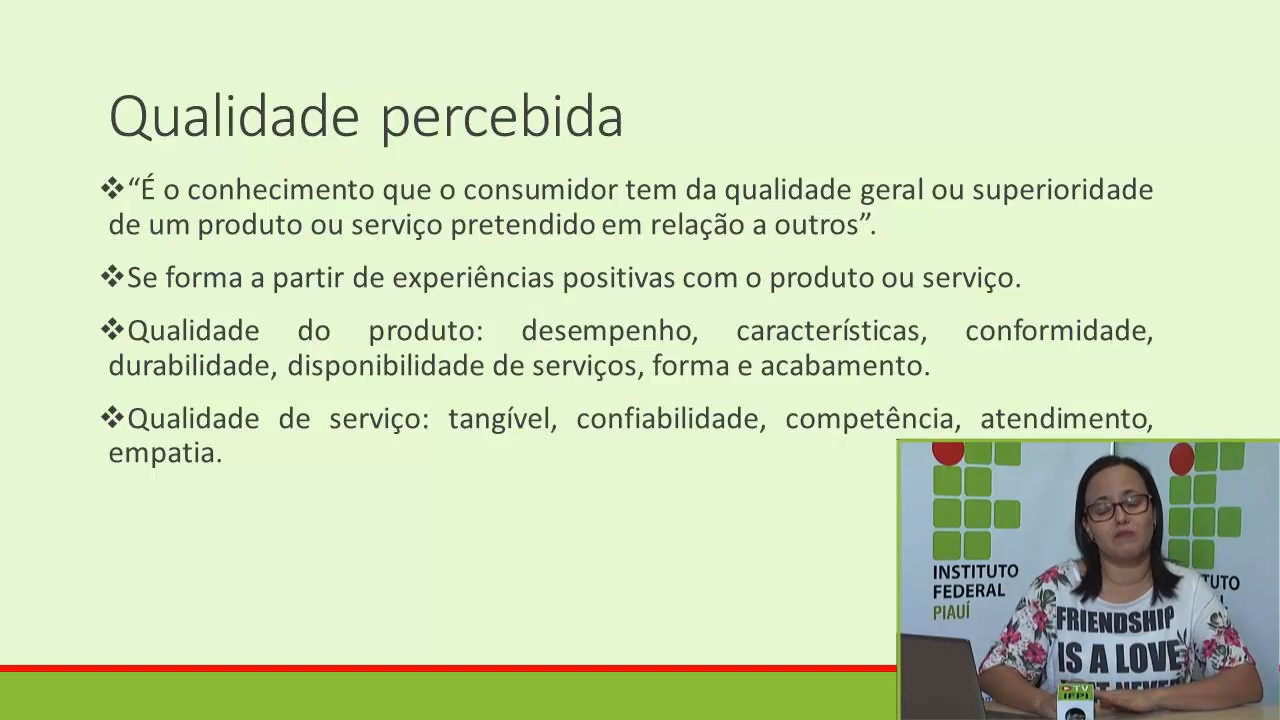 Qualidade percebida
❖“É o conhecimento que o consumidor tem da qualidade geral ou superioridade
de um produto ou serviço pretendido em relação a outros”.
❖Se forma a partir de experiências positivas com o produto ou serviço.
❖Qualidade do produto: desempenho, características, conformidade,
durabilidade, disponibilidade de serviços, forma e acabamento.
❖Qualidade de serviço: tangível, confiabilidade, competência, atendimento,
empatia.
INSTITUTO
FEDERAL
PIAUÍ
TUTO
FRIENDSHIP
IS A LOVE
TV
IFPI